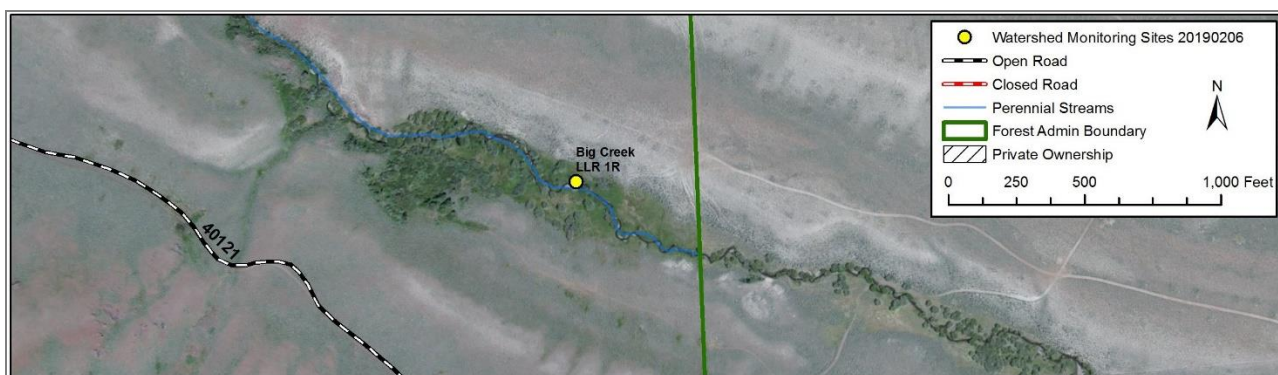 Watershed Monitoring Sites 20190206
Open Road
Closed Road
Perennial Streams
Forest Admin Boundary
Private Ownership
N
0 250 500 1,000 Feet
Big Creek
LLR 1R
40121